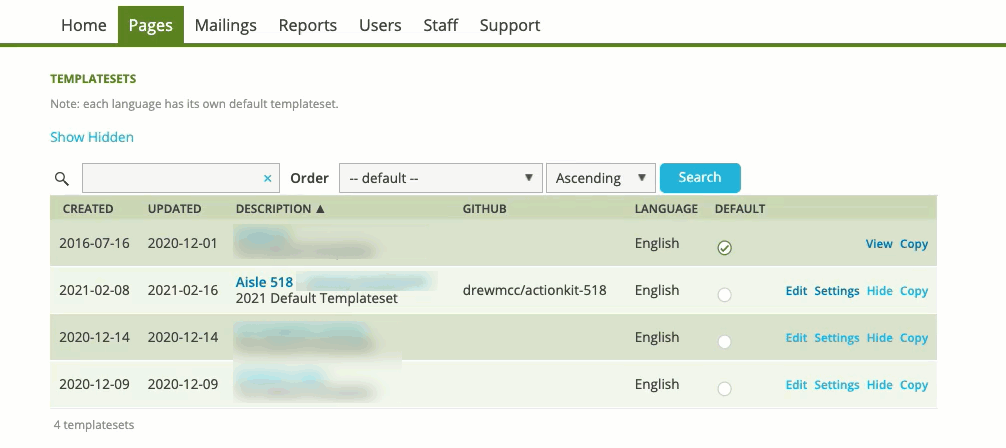 Home Pages Mailings Reports Users Staff Support
TEMPLATESETS
Note: each language has its own default templateset.
Show Hidden
× Order -- default -- ▼ Ascending ▼ Search
CREATED UPDATED DESCRIPTION ▲ GITHUB LANGUAGE DEFAULT
2016-07-16 2020-12-01 English View Copy
Aisle 518
2021-02-08 2021-02-16 drewmcc/actionkit-518 English Edit Settings Hide Copy
2021 Default Templateset
2020-12-14 2020-12-14 English Edit Settings Hide Copy
2020-12-09 2020-12-09 English Edit Settings Hide Copy
4 templatesets